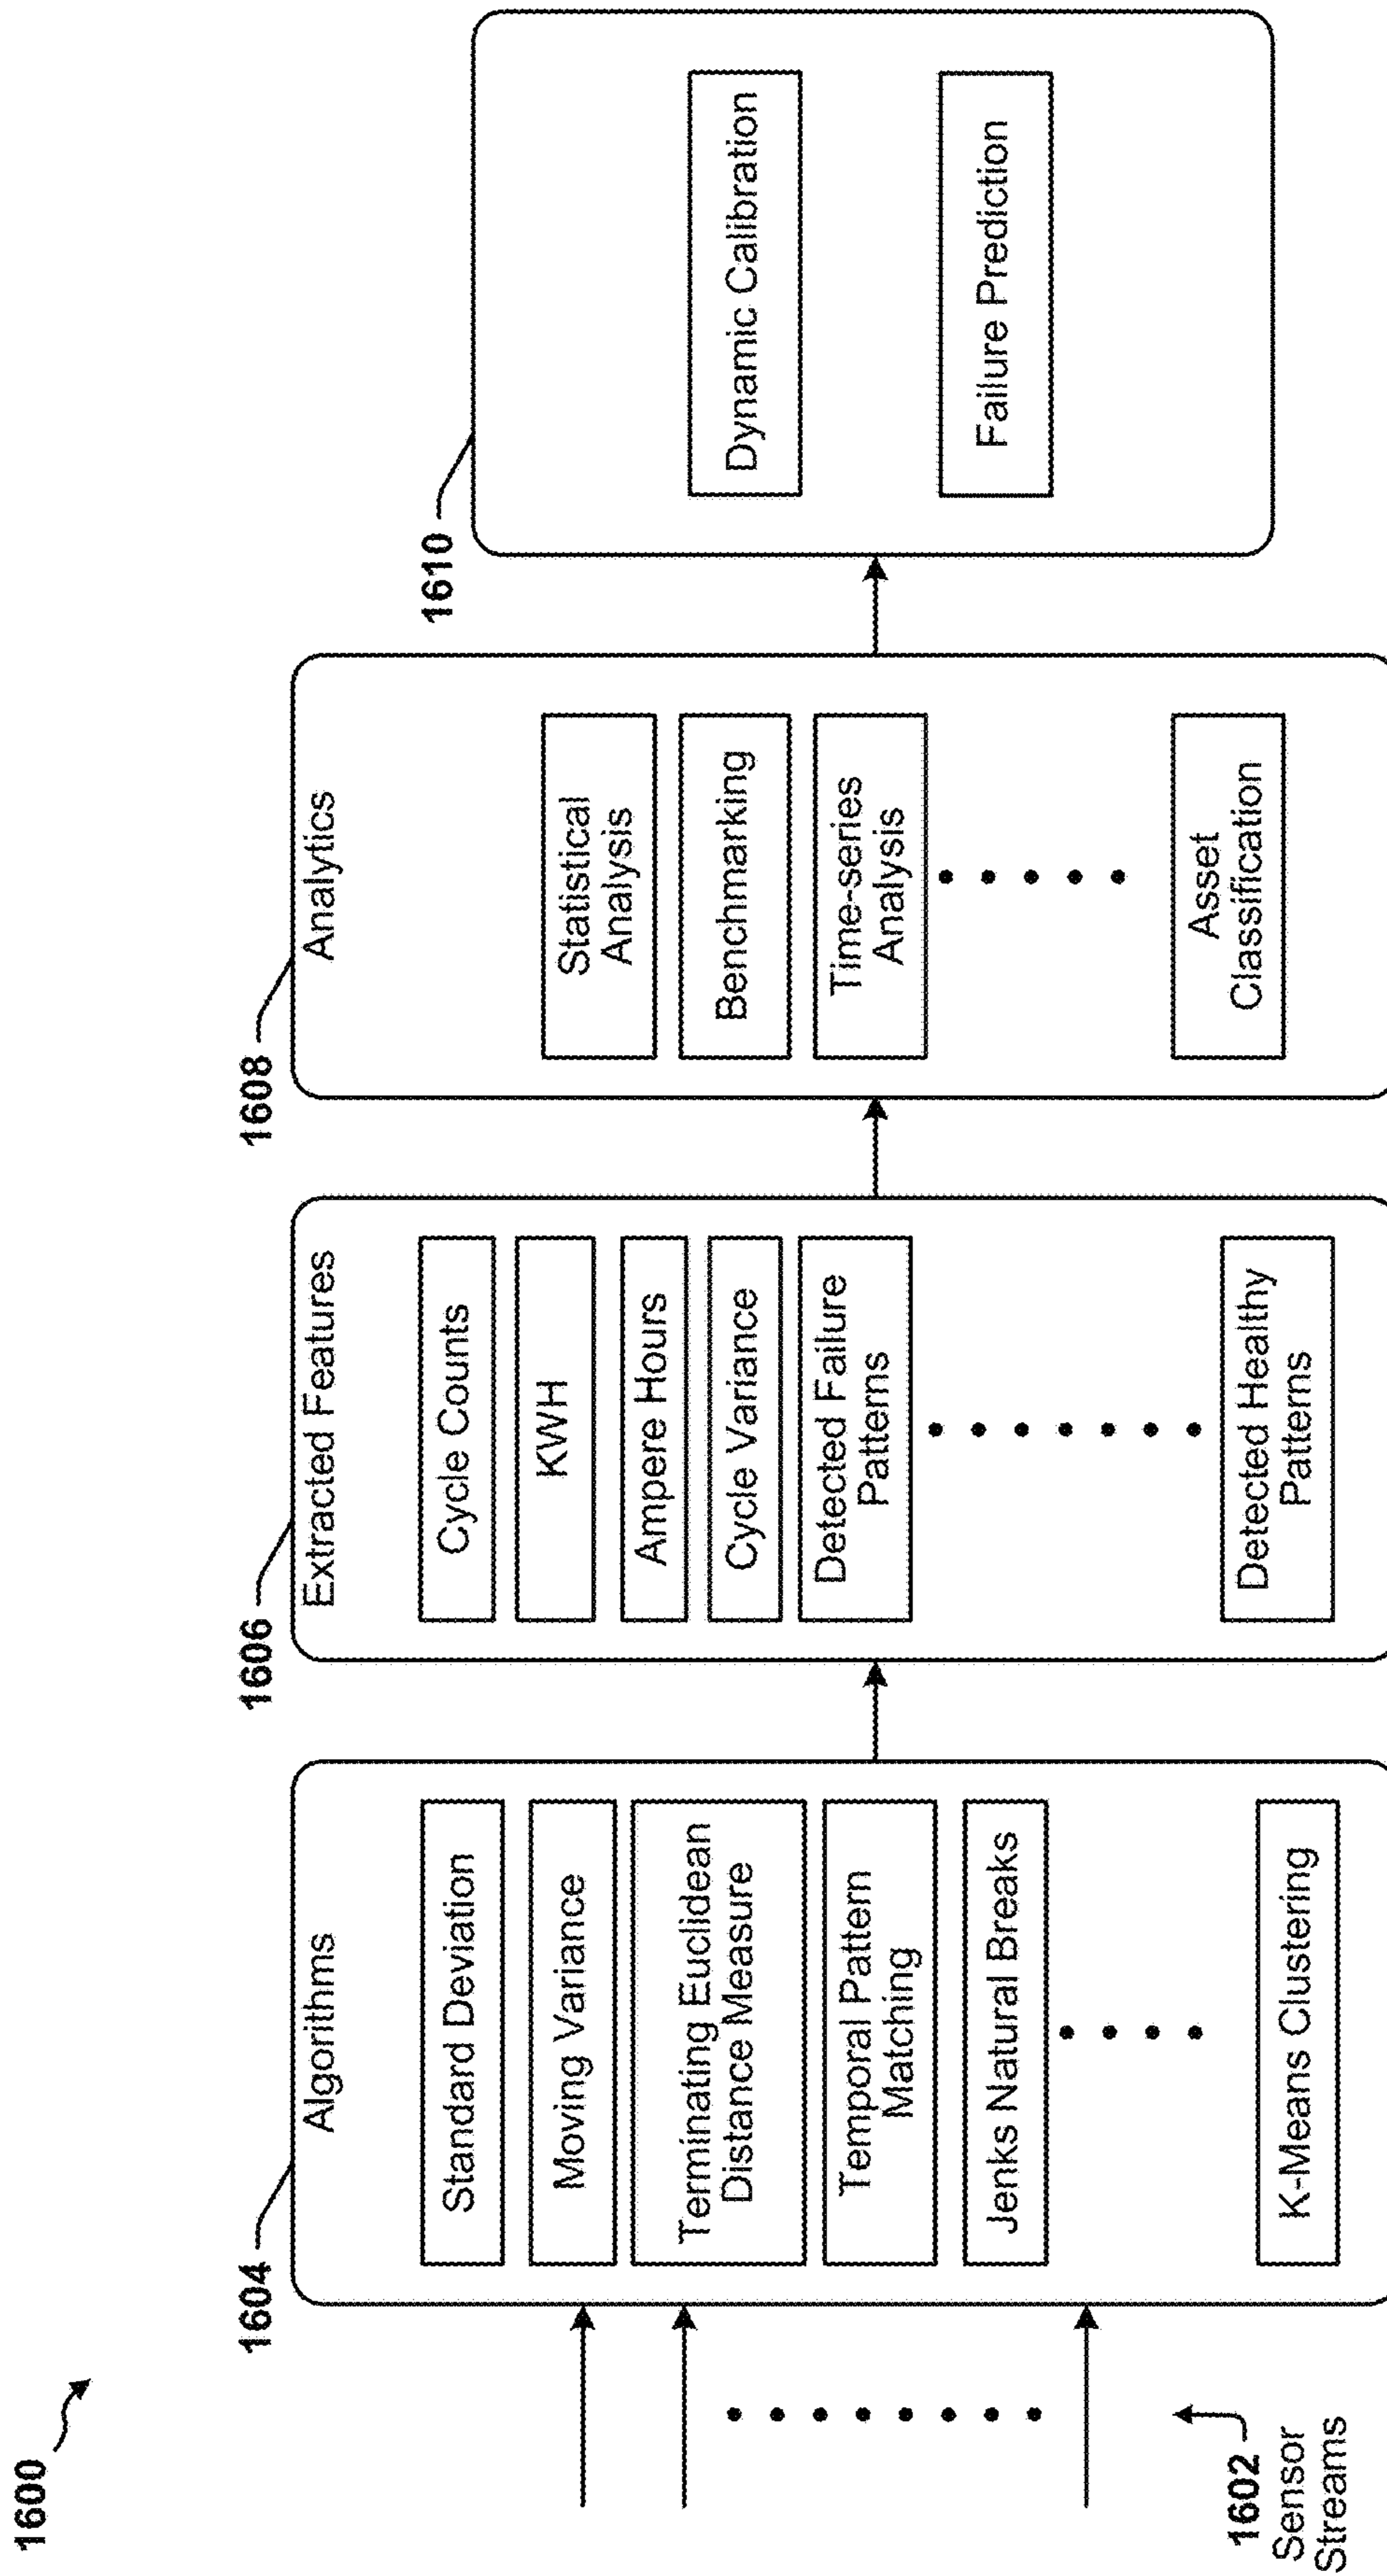 1600
1602
Sensor
Streams
1604
Algorithms
Standard Deviation
Moving Variance
Terminating Euclidean
Distance Measure
Temporal Pattern
Matching
Jenks Natural Breaks
K-Means Clustering
1606
Extracted Features
Cycle Counts
KWH
Ampere Hours
Cycle Variance
Detected Failure
Patterns
Detected Healthy
Patterns
1608
Analytics
Statistical
Analysis
Benchmarking
Time-series
Analysis
Asset
Classification
1610
Dynamic Calibration
Failure Prediction